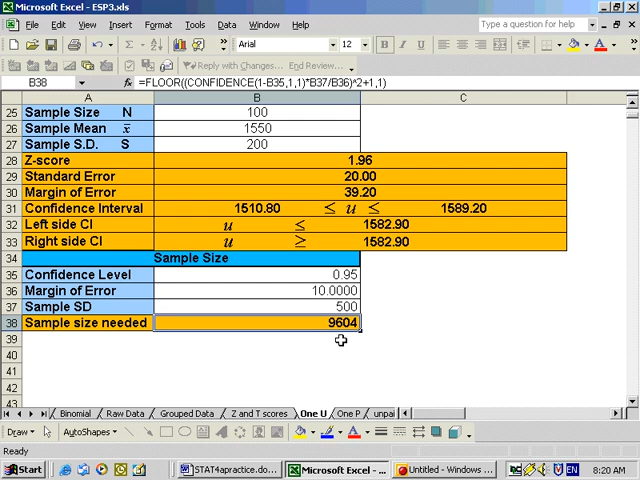 Microsoft Excel - ESP3.xls
File Edit View Insert Format Tools Data Window Help Type a question for help
Arial 12 B I U
Reply with Changes... End Review...
B38 fx =FLOOR((CONFIDENCE(1-B35,1,1)*B37/B36)^2+1,1)
A B C
25 Sample Size N 100
26 Sample Mean x̄ 1550
27 Sample S.D. S 200
28 Z-score 1.96
29 Standard Error 20.00
30 Margin of Error 39.20
31 Confidence Interval 1510.80 ≤ u ≤ 1589.20
32 Left side CI u ≤ 1582.90
33 Right side CI u ≥ 1582.90
34 Sample Size
35 Confidence Level 0.95
36 Margin of Error 10.0000
37 Sample SD 500
38 Sample size needed 9604
39
40
41
42
43
Binomial Raw Data Grouped Data Z and T scores One U One P unpai
Draw AutoShapes
Ready
Start STAT4apractice.do... Microsoft Excel - ... Untitled - Windows ... EN 8:20 AM